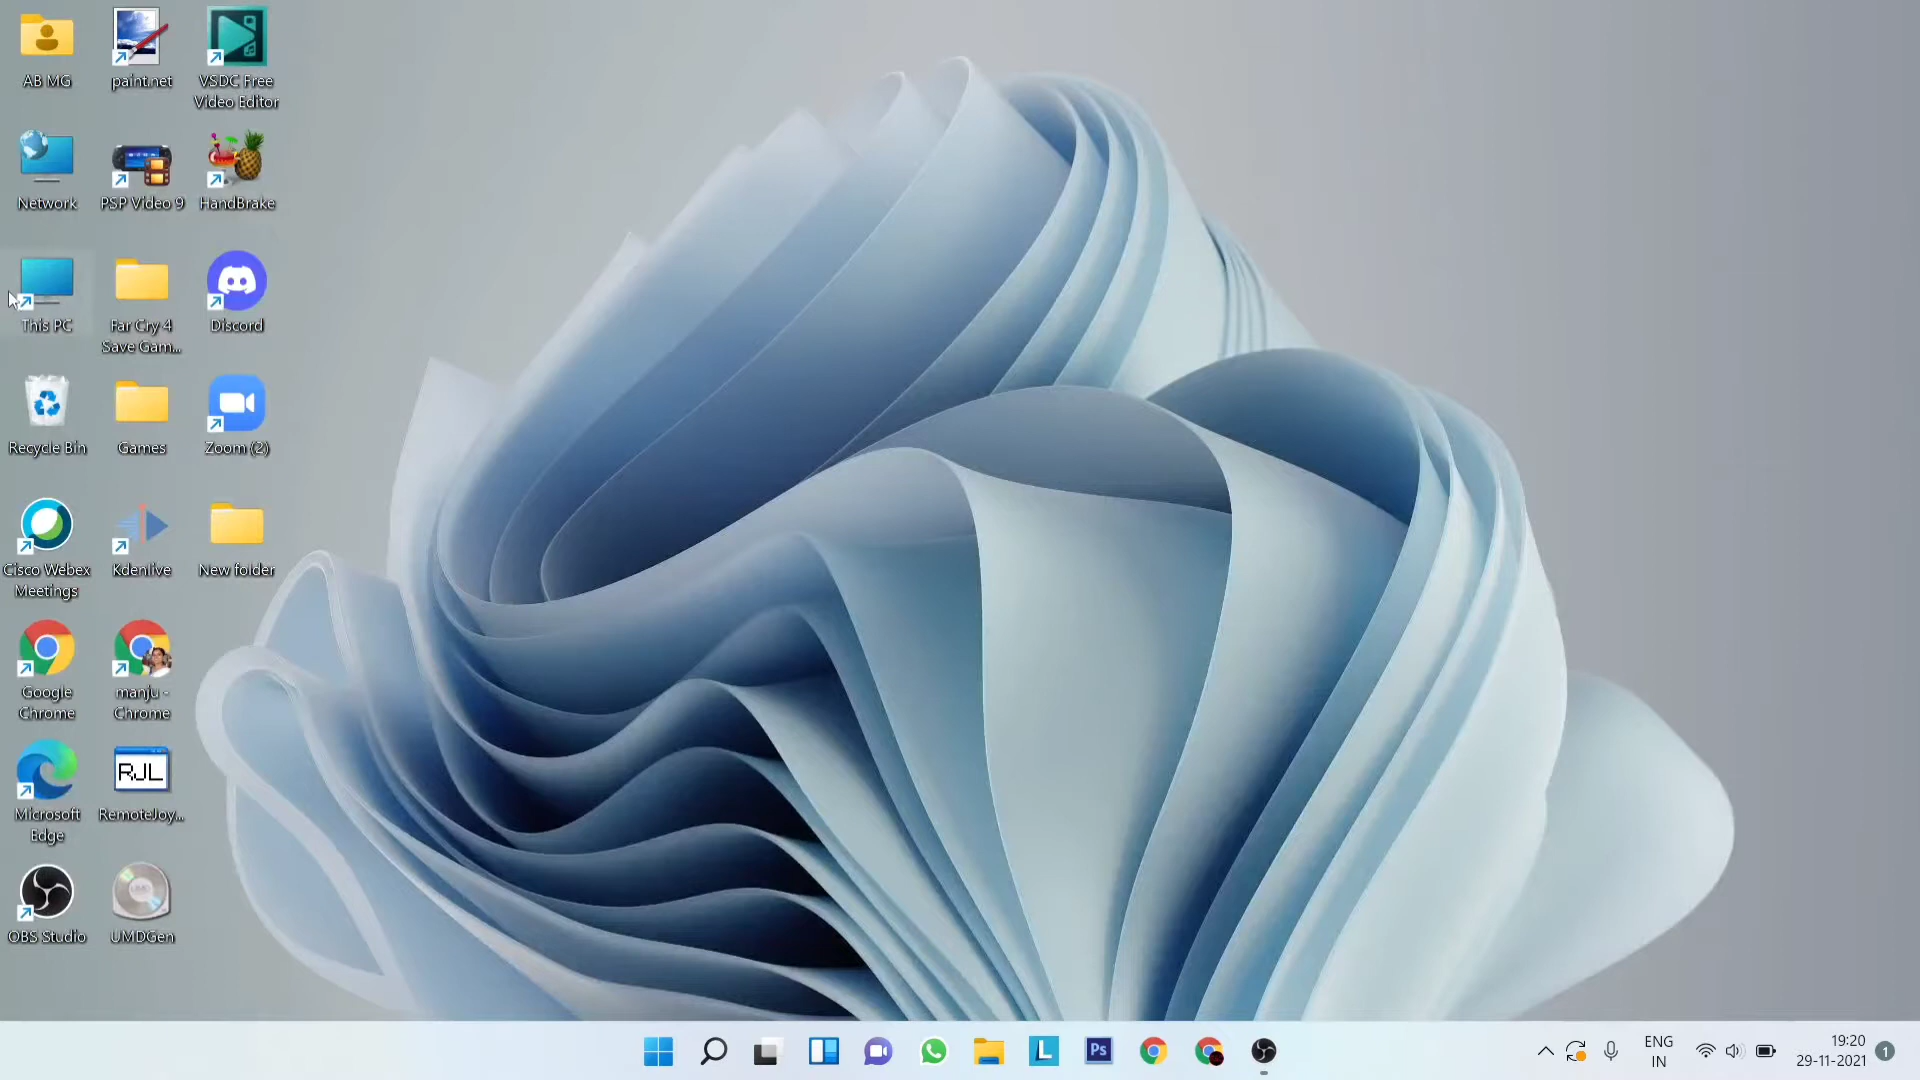 AB MG
paint.net
VSDC Free
Video Editor
Network
PSP Video 9
HandBrake
This PC
Far Cry 4
Save Gam...
Discord
Recycle Bin
Games
Zoom (2)
Cisco Webex
Meetings
Kdenlive
New folder
Google
Chrome
manju -
Chrome
Microsoft
Edge
RJL
RemoteJoy...
OBS Studio
UMDGen
L
Ps
ENG
IN
19:20
29-11-2021
1